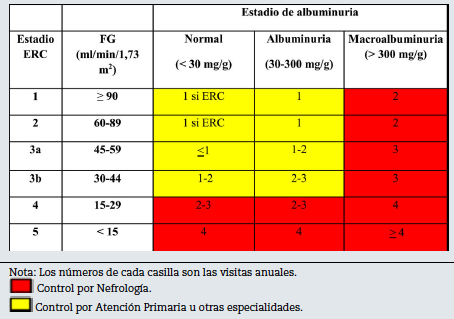 Estadio de albuminuria
Estadio ERC FG (ml/min/1,73 m²) Normal (< 30 mg/g) Albuminuria (30-300 mg/g) Macroalbuminuria (> 300 mg/g)
1 ≥ 90 1 si ERC 1 2
2 60-89 1 si ERC 1 2
3a 45-59 ≤1 1-2 3
3b 30-44 1-2 2-3 3
4 15-29 2-3 2-3 4
5 < 15 4 4 ≥ 4
Nota: Los números de cada casilla son las visitas anuales.
Control por Nefrología.
Control por Atención Primaria u otras especialidades.